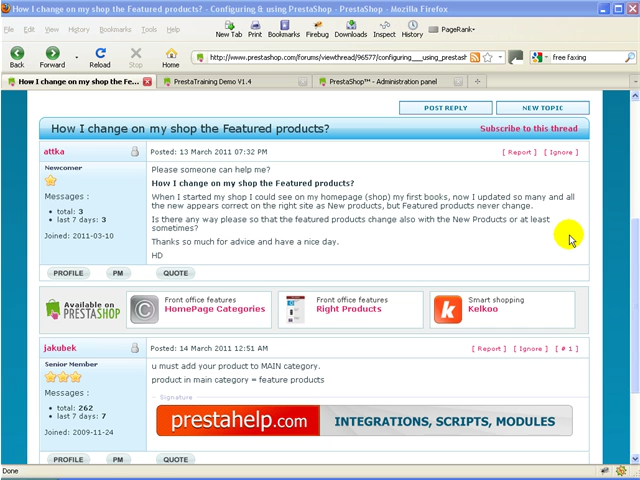 How I change on my shop the Featured products? - Configuring & using PrestaShop - PrestaShop - Mozilla Firefox
File Edit View History Bookmarks Tools Help
New Tab Print Bookmarks Firebug Downloads Inspect History PageRank
Back Forward Reload Stop Home
http://www.prestashop.com/forums/viewthread/96577/configuring___using_prestash
free faxing
How I change on my shop the Fe...
PrestaTraining Demo V1.4
PrestaShop™ - Administration panel
POST REPLY NEW TOPIC
How I change on my shop the Featured products? Subscribe to this thread
attka Posted: 13 March 2011 07:32 PM [ Report ] [ Ignore ]
Newcomer
Messages :
total: 3
last 7 days: 3
Joined: 2011-03-10
Please someone can help me?
How I change on my shop the Featured products?
When I started my shop I could see on my homepage (shop) my first books, now I updated so many and all
the new appears correct on the right site as New products, but Featured products never change.
Is there any way please so that the featured products change also with the New Products or at least
sometimes?
Thanks so much for advice and have a nice day.
HD
PROFILE PM QUOTE
Available on
PRESTASHOP
Front office features
HomePage Categories
Front office features
Right Products
Smart shopping
Kelkoo
jakubek Posted: 14 March 2011 12:51 AM [ Report ] [ Ignore ] [ # 1 ]
Senior Member
Messages :
total: 262
last 7 days: 7
Joined: 2009-11-24
u must add your product to MAIN category.
product in main category = feature products
Signature
prestahelp.com INTEGRATIONS, SCRIPTS, MODULES
PROFILE PM QUOTE
Done